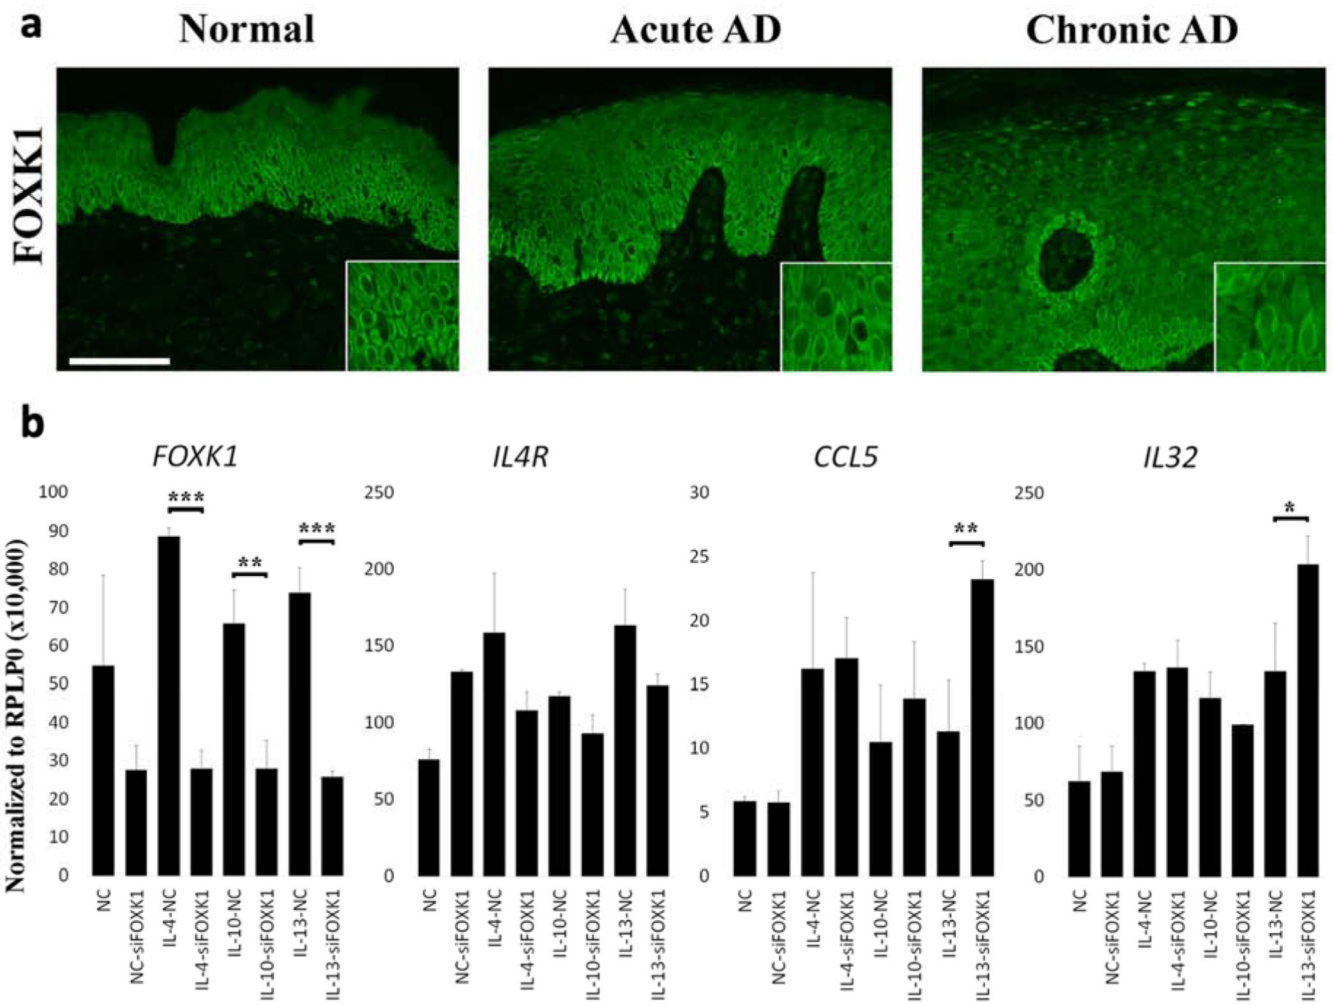 a
Normal
Acute AD
Chronic AD
FOXK1
b
FOXK1
IL4R
CCL5
IL32
Normalized to RPLP0 (x10,000)
100
90
80
70
60
50
40
30
20
10
0
***
**
***
NC
NC-siFOXK1
IL-4-NC
IL-4-siFOXK1
IL-10-NC
IL-10-siFOXK1
IL-13-NC
IL-13-siFOXK1
250
200
150
100
50
0
NC
NC-siFOXK1
IL-4-NC
IL-4-siFOXK1
IL-10-NC
IL-10-siFOXK1
IL-13-NC
IL-13-siFOXK1
30
25
20
15
10
5
0
**
NC
NC-siFOXK1
IL-4-NC
IL-4-siFOXK1
IL-10-NC
IL-10-siFOXK1
IL-13-NC
IL-13-siFOXK1
250
200
150
100
50
0
*
NC
NC-siFOXK1
IL-4-NC
IL-4-siFOXK1
IL-10-NC
IL-10-siFOXK1
IL-13-NC
IL-13-siFOXK1